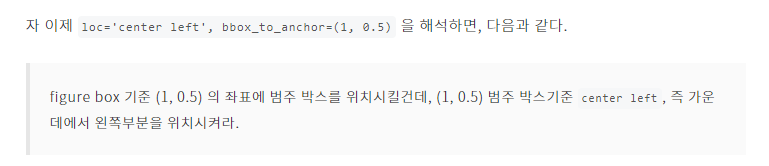 자 이제 loc='center left', bbox_to_anchor=(1, 0.5) 을 해석하면, 다음과 같다.
figure box 기준 (1, 0.5) 의 좌표에 범주 박스를 위치시킬건데, (1, 0.5) 범주 박스기준 center left, 즉 가운
데에서 왼쪽부분을 위치시켜라.